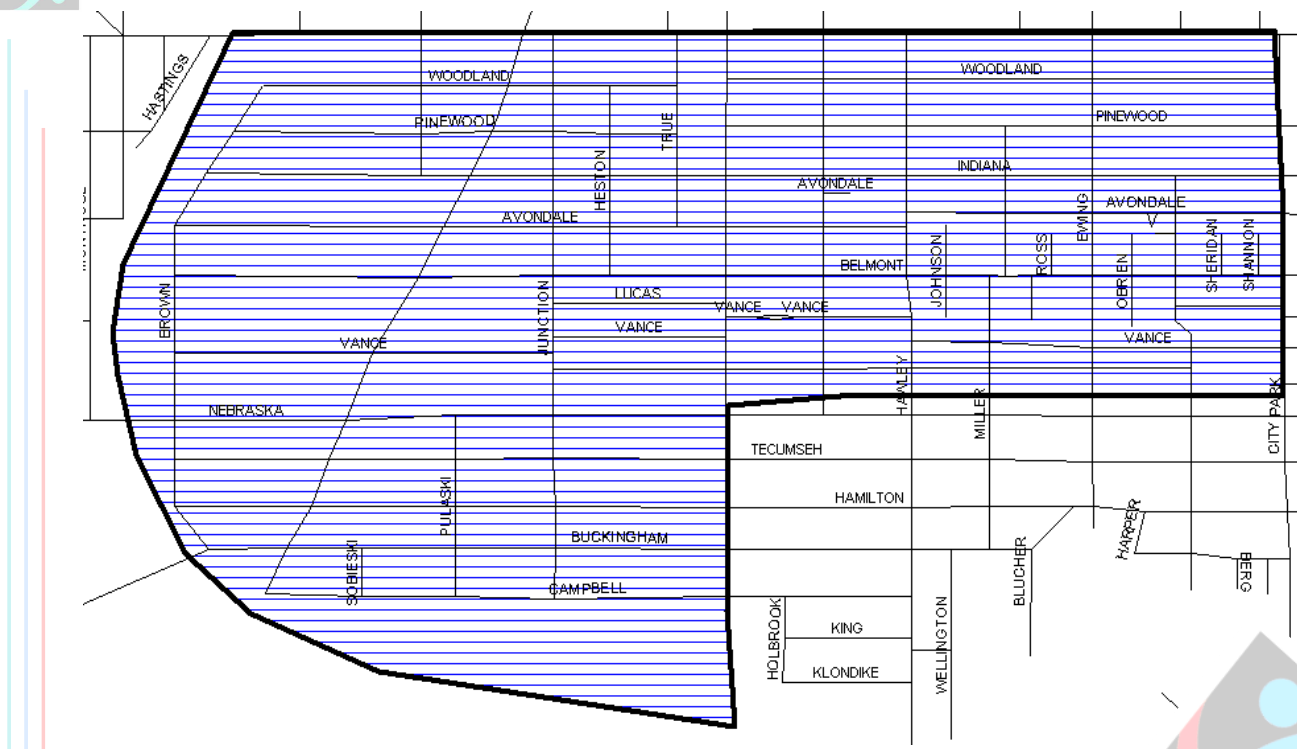 HASTINGS
WOODLAND
WOODLAND
PINEWOOD
PINEWOOD
TRUE
HESTON
INDIANA
AVONDALE
AVONDALE
AVONDALE
EWING
JOHNSON
ROSS
OBRIEN
SHERIDAN
SHANNON
BELMONT
BROWN
JUNCTION
LUCAS
VANCE
VANCE
VANCE
VANCE
VANCE
HAWLEY
MILLER
CITY PARK
NEBRASKA
TECUMSEH
PULASKI
HAMILTON
HARPER
BUCKINGHAM
SOBIESKI
CAMPBELL
BLUCHER
BERG
HOLBROOK
KING
WELLINGTON
KLONDIKE